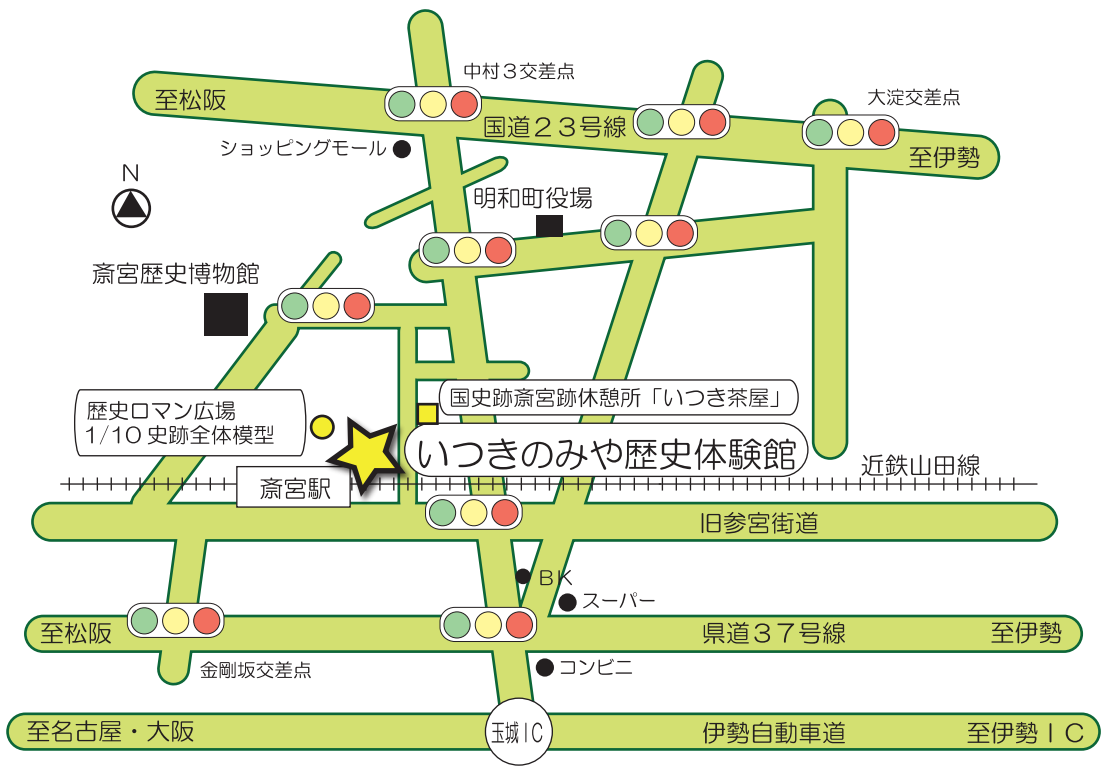 中村３交差点
至松阪
大淀交差点
国道２３号線
ショッピングモール
至伊勢
N
明和町役場
斎宮歴史博物館
国史跡斎宮跡休憩所「いつき茶屋」
歴史ロマン広場
1/10 史跡全体模型
いつきのみや歴史体験館
近鉄山田線
斎宮駅
旧参宮街道
BK
スーパー
至松阪
県道３７号線
至伊勢
金剛坂交差点
コンビニ
至名古屋・大阪
玉城IC
伊勢自動車道
至伊勢ＩＣ